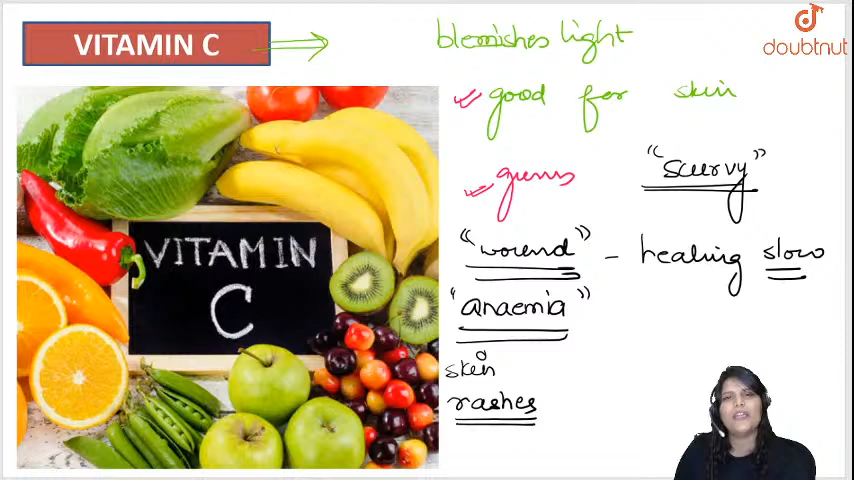 VITAMIN C
blemishes light
doubtnut
good for skin
gums
"scurvy"
"wound" - healing slow
"anaemia"
skin
rashes
VITAMIN
C